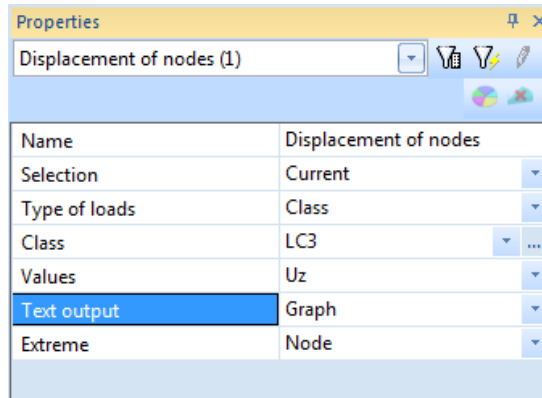 Properties
Displacement of nodes (1)
Name Displacement of nodes
Selection Current
Type of loads Class
Class LC3 ...
Values Uz
Text output Graph
Extreme Node